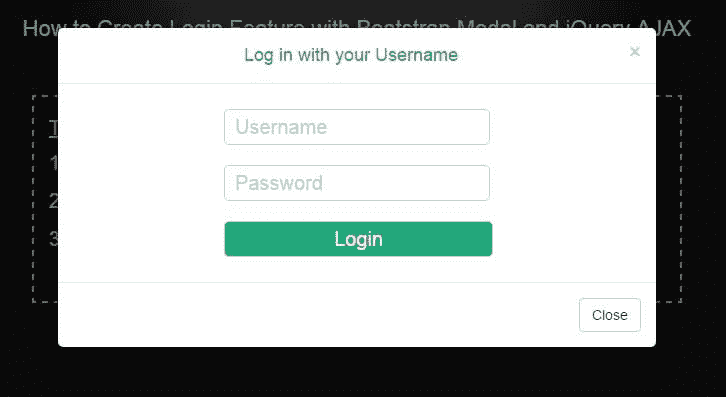 How to Create Login Feature with Bootstrap Modal and jQuery AJAX
Log in with your Username ×
T
1
Username
2
Password
3
Login
Close